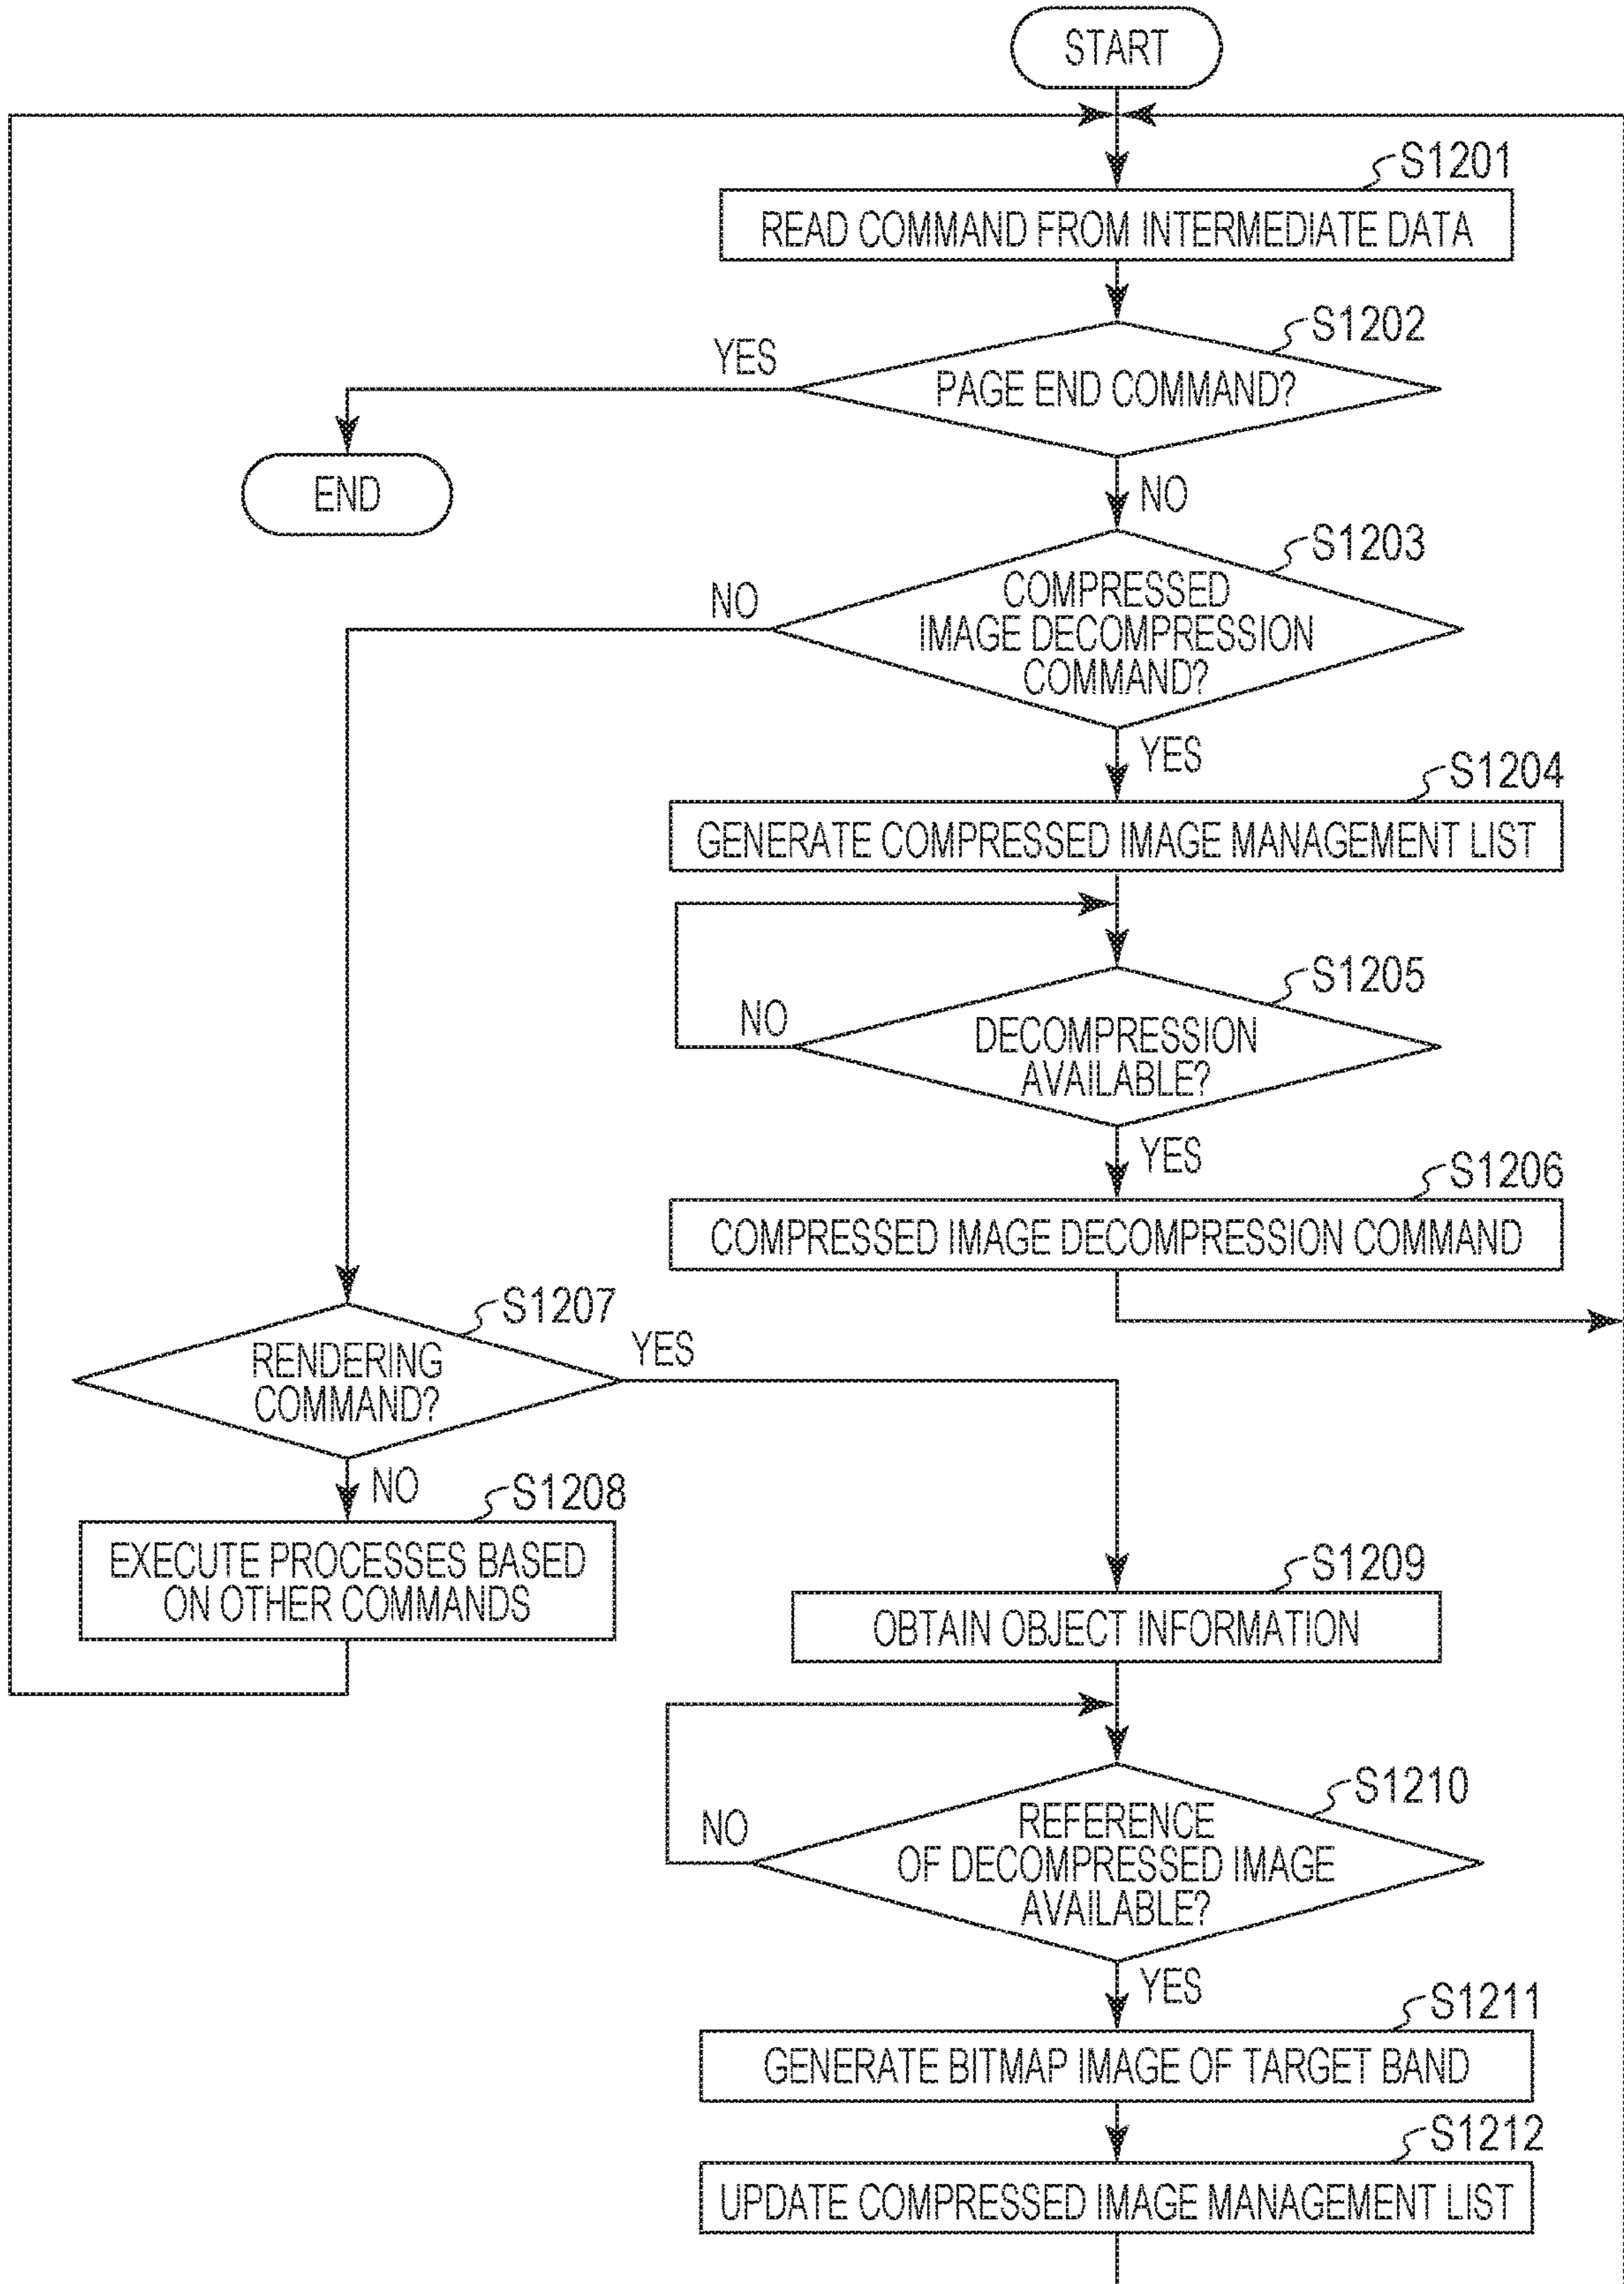 START
S1201
READ COMMAND FROM INTERMEDIATE DATA
S1202
YES
PAGE END COMMAND?
END
NO
S1203
NO
COMPRESSED
IMAGE DECOMPRESSION
COMMAND?
YES
S1204
GENERATE COMPRESSED IMAGE MANAGEMENT LIST
S1205
NO
DECOMPRESSION
AVAILABLE?
YES
S1206
COMPRESSED IMAGE DECOMPRESSION COMMAND
S1207
YES
RENDERING
COMMAND?
NO
S1208
EXECUTE PROCESSES BASED
ON OTHER COMMANDS
S1209
OBTAIN OBJECT INFORMATION
S1210
NO
REFERENCE
OF DECOMPRESSED IMAGE
AVAILABLE?
YES
S1211
GENERATE BITMAP IMAGE OF TARGET BAND
S1212
UPDATE COMPRESSED IMAGE MANAGEMENT LIST